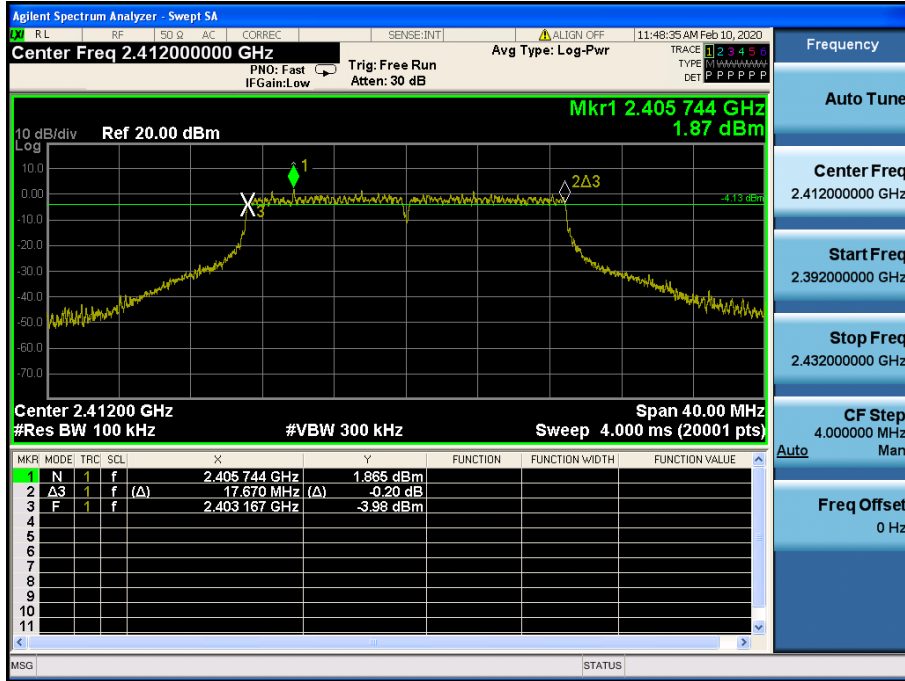 Agilent Spectrum Analyzer - Swept SA
LXI RL RF 50 Ω AC CORREC SENSE:INT ALIGN OFF 11:48:35 AM Feb 10, 2020
Center Freq 2.412000000 GHz
PNO: Fast
IFGain:Low
Trig: Free Run
Atten: 30 dB
Avg Type: Log-Pwr
TRACE 1 2 3 4 5 6
TYPE M
DET P P P P P P
Mkr1 2.405 744 GHz
1.87 dBm
10 dB/div Ref 20.00 dBm
Log
10.0
0.00
-10.0
-20.0
-30.0
-40.0
-50.0
-60.0
-70.0
1
2Δ3
3
-4.13 dBm
Center 2.41200 GHz Span 40.00 MHz
#Res BW 100 kHz #VBW 300 kHz Sweep 4.000 ms (20001 pts)
MKR MODE TRC SCL X Y FUNCTION FUNCTION WIDTH FUNCTION VALUE
1 N 1 f 2.405 744 GHz 1.865 dBm
2 Δ3 1 f (Δ) 17.670 MHz (Δ) -0.20 dB
3 F 1 f 2.403 167 GHz -3.98 dBm
4
5
6
7
8
9
10
11
MSG STATUS
Frequency
Auto Tune
Center Freq
2.412000000 GHz
Start Freq
2.392000000 GHz
Stop Freq
2.432000000 GHz
CF Step
4.000000 MHz
Auto Man
Freq Offset
0 Hz